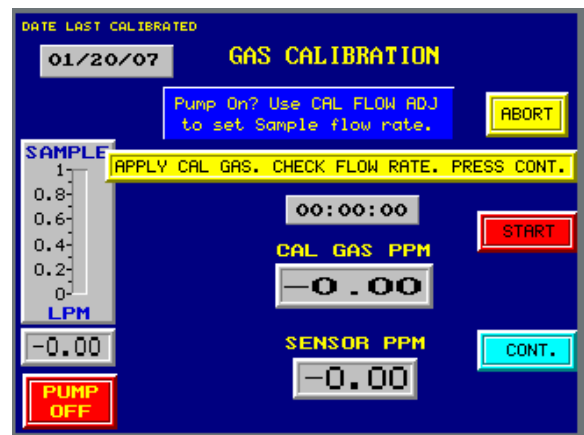 DATE LAST CALIBRATED
01/20/07
GAS CALIBRATION
Pump On? Use CAL FLOW ADJ
to set Sample flow rate.
ABORT
SAMPLE
APPLY CAL GAS. CHECK FLOW RATE. PRESS CONT.
1
0.8
0.6
0.4
0.2
0
LPM
-0.00
PUMP
OFF
00:00:00
CAL GAS PPM
-0.00
SENSOR PPM
-0.00
START
CONT.